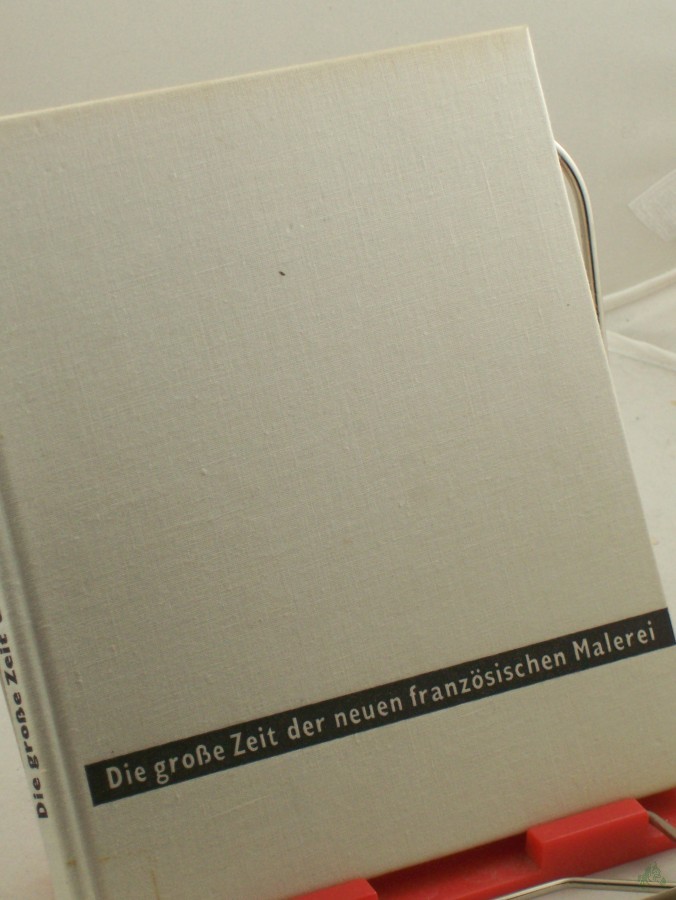 Die große Zeit der neuen französischen Malerei
Die große Zeit